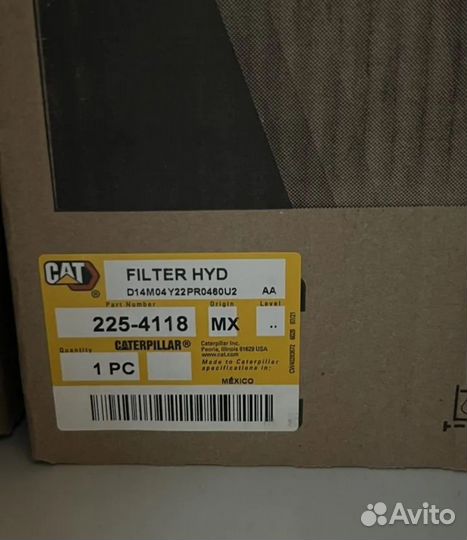 CAT
®
FILTER HYD
D14M04Y22PR0460U2 AA
Part Number Origin Level
225-4118 MX ..
Quantity CATERPILLAR® Caterpillar Inc.
Peoria, Illinois 61629 USA
www.cat.com
1 PC Made to Caterpillar
specifications in:
MÉXICO
Avito